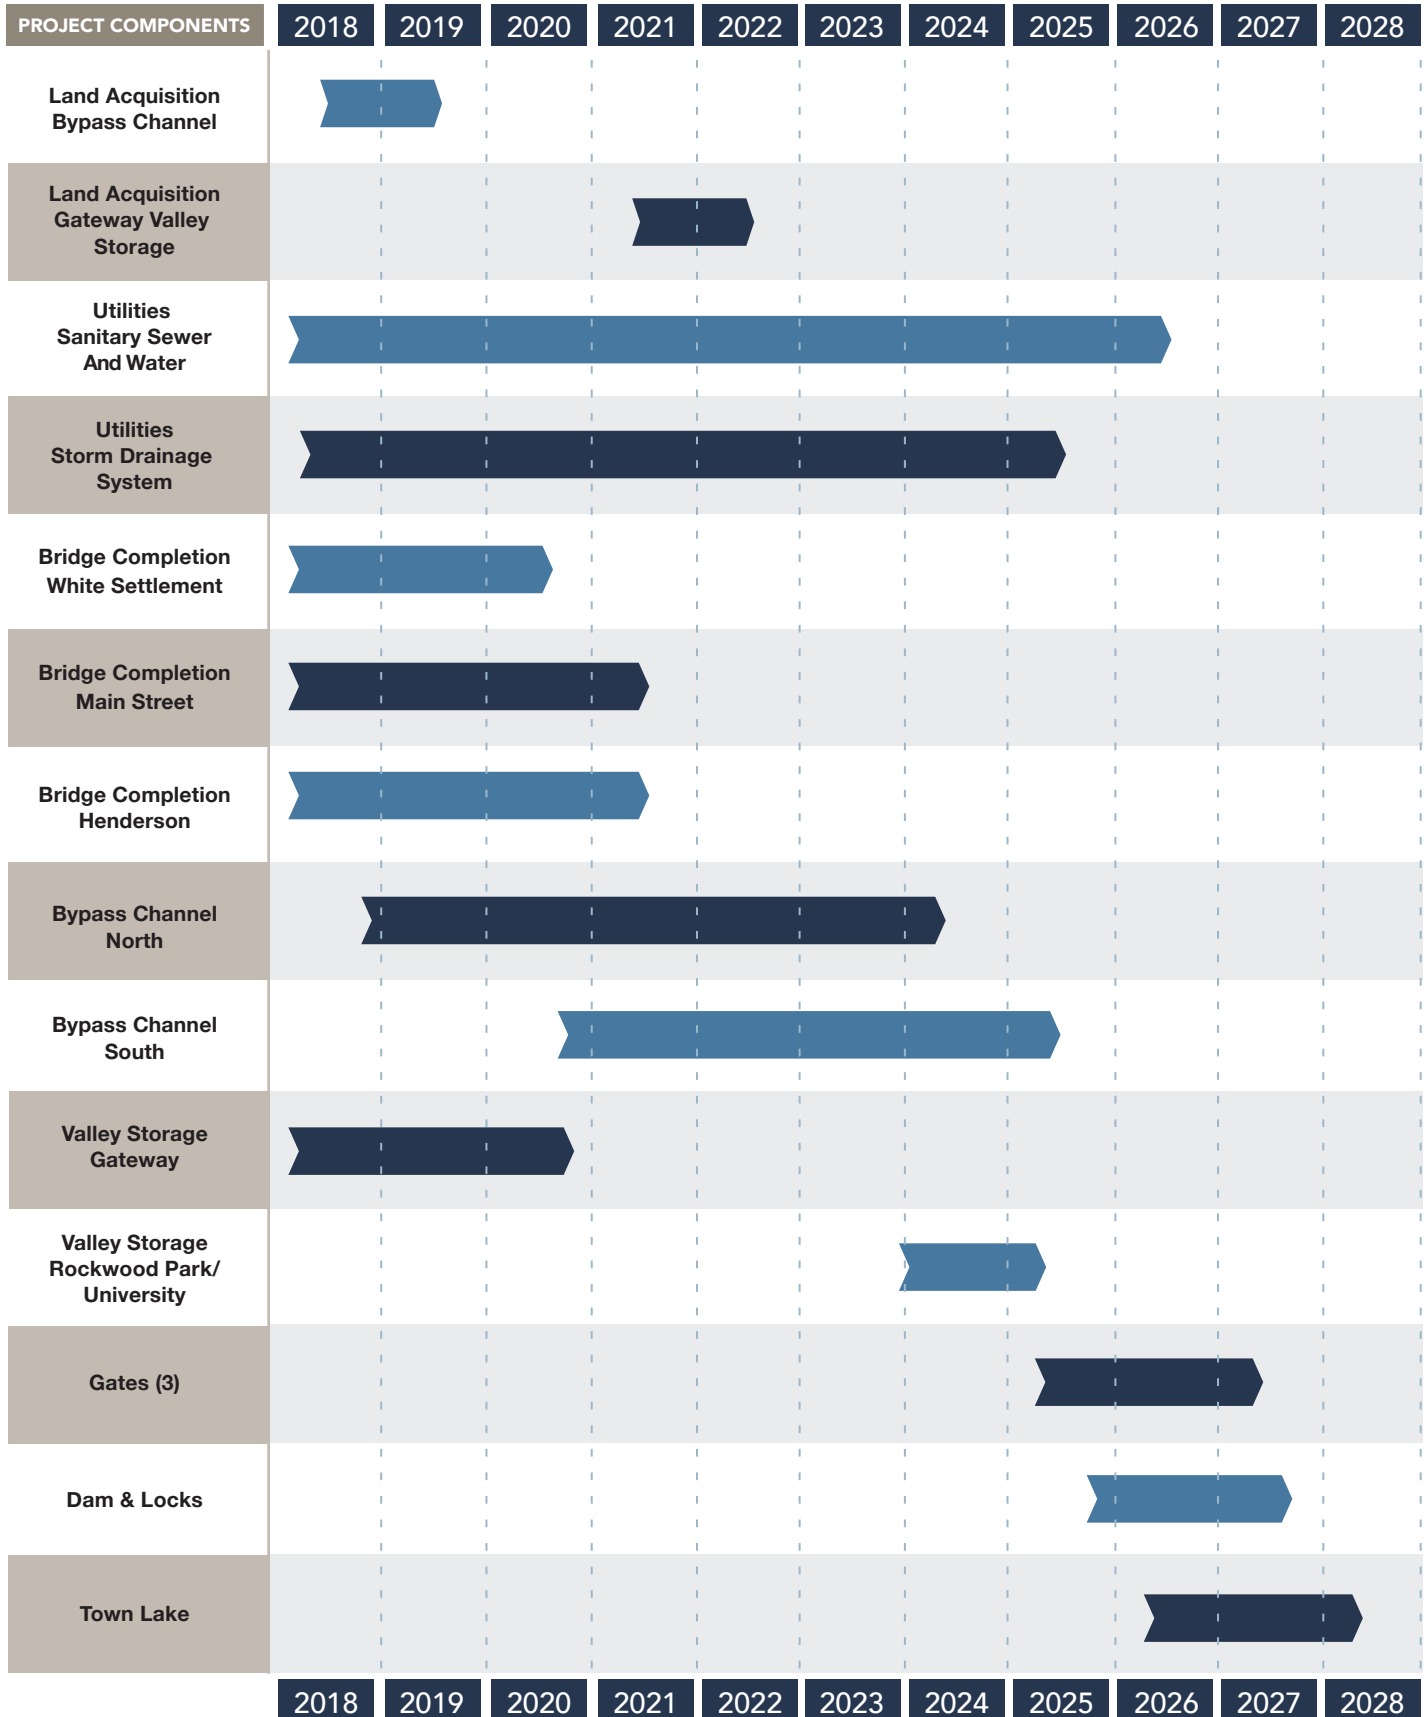 PROJECT COMPONENTS 2018 2019 2020 2021 2022 2023 2024 2025 2026 2027 2028
Land Acquisition
Bypass Channel
Land Acquisition
Gateway Valley
Storage
Utilities
Sanitary Sewer
And Water
Utilities
Storm Drainage
System
Bridge Completion
White Settlement
Bridge Completion
Main Street
Bridge Completion
Henderson
Bypass Channel
North
Bypass Channel
South
Valley Storage
Gateway
Valley Storage
Rockwood Park/
University
Gates (3)
Dam & Locks
Town Lake
2018 2019 2020 2021 2022 2023 2024 2025 2026 2027 2028